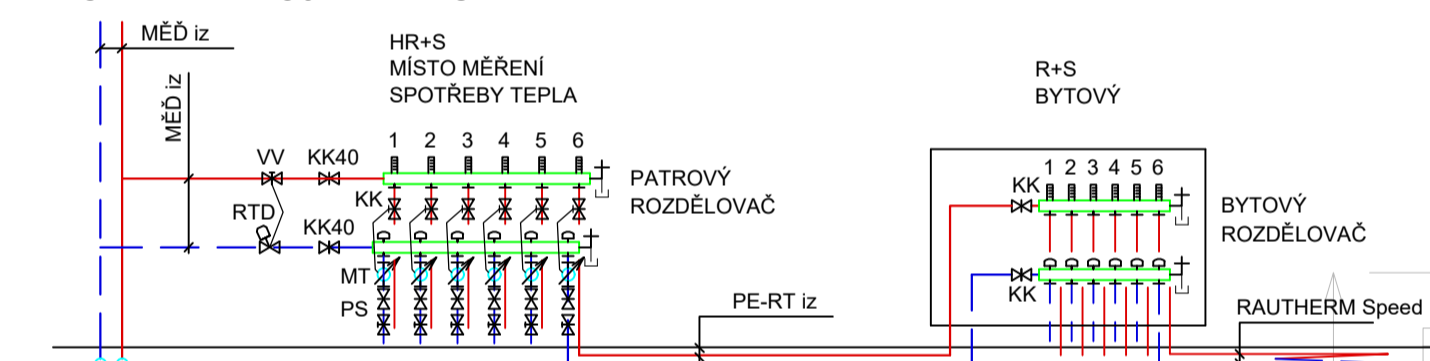 MĚĎ iz
MĚĎ iz
HR+S
MÍSTO MĚŘENÍ
SPOTŘEBY TEPLA
1 2 3 4 5 6
VV KK40
KK
RTD
KK40
MT
PS
PATROVÝ
ROZDĚLOVAČ
PE-RT iz
R+S
BYTOVÝ
1 2 3 4 5 6
KK
KK
BYTOVÝ
ROZDĚLOVAČ
RAUTHERM Speed